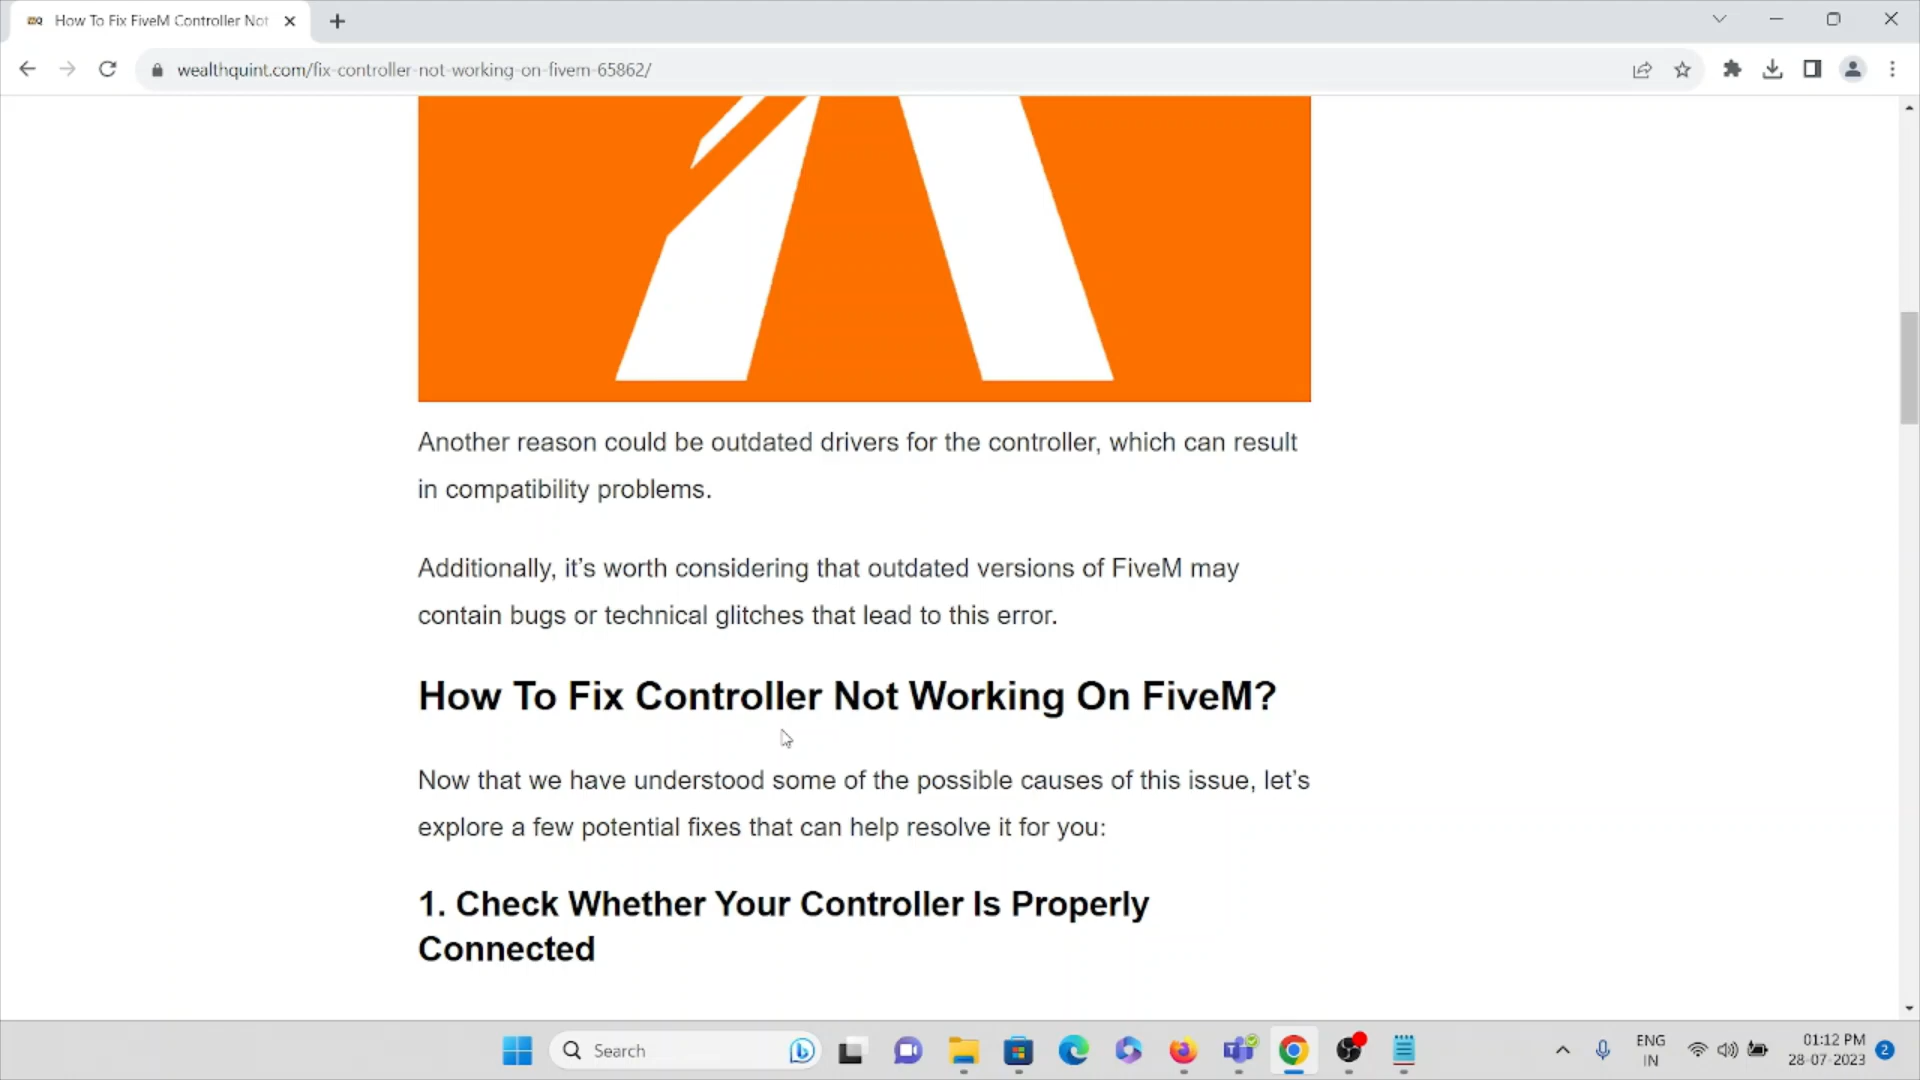 How To Fix FiveM Controller Not
wealthquint.com/fix-controller-not-working-on-fivem-65862/
Another reason could be outdated drivers for the controller, which can result
in compatibility problems.
Additionally, it's worth considering that outdated versions of FiveM may
contain bugs or technical glitches that lead to this error.
How To Fix Controller Not Working On FiveM?
Now that we have understood some of the possible causes of this issue, let's
explore a few potential fixes that can help resolve it for you:
1. Check Whether Your Controller Is Properly
Connected
Search
ENG
IN
01:12 PM
28-07-2023
2